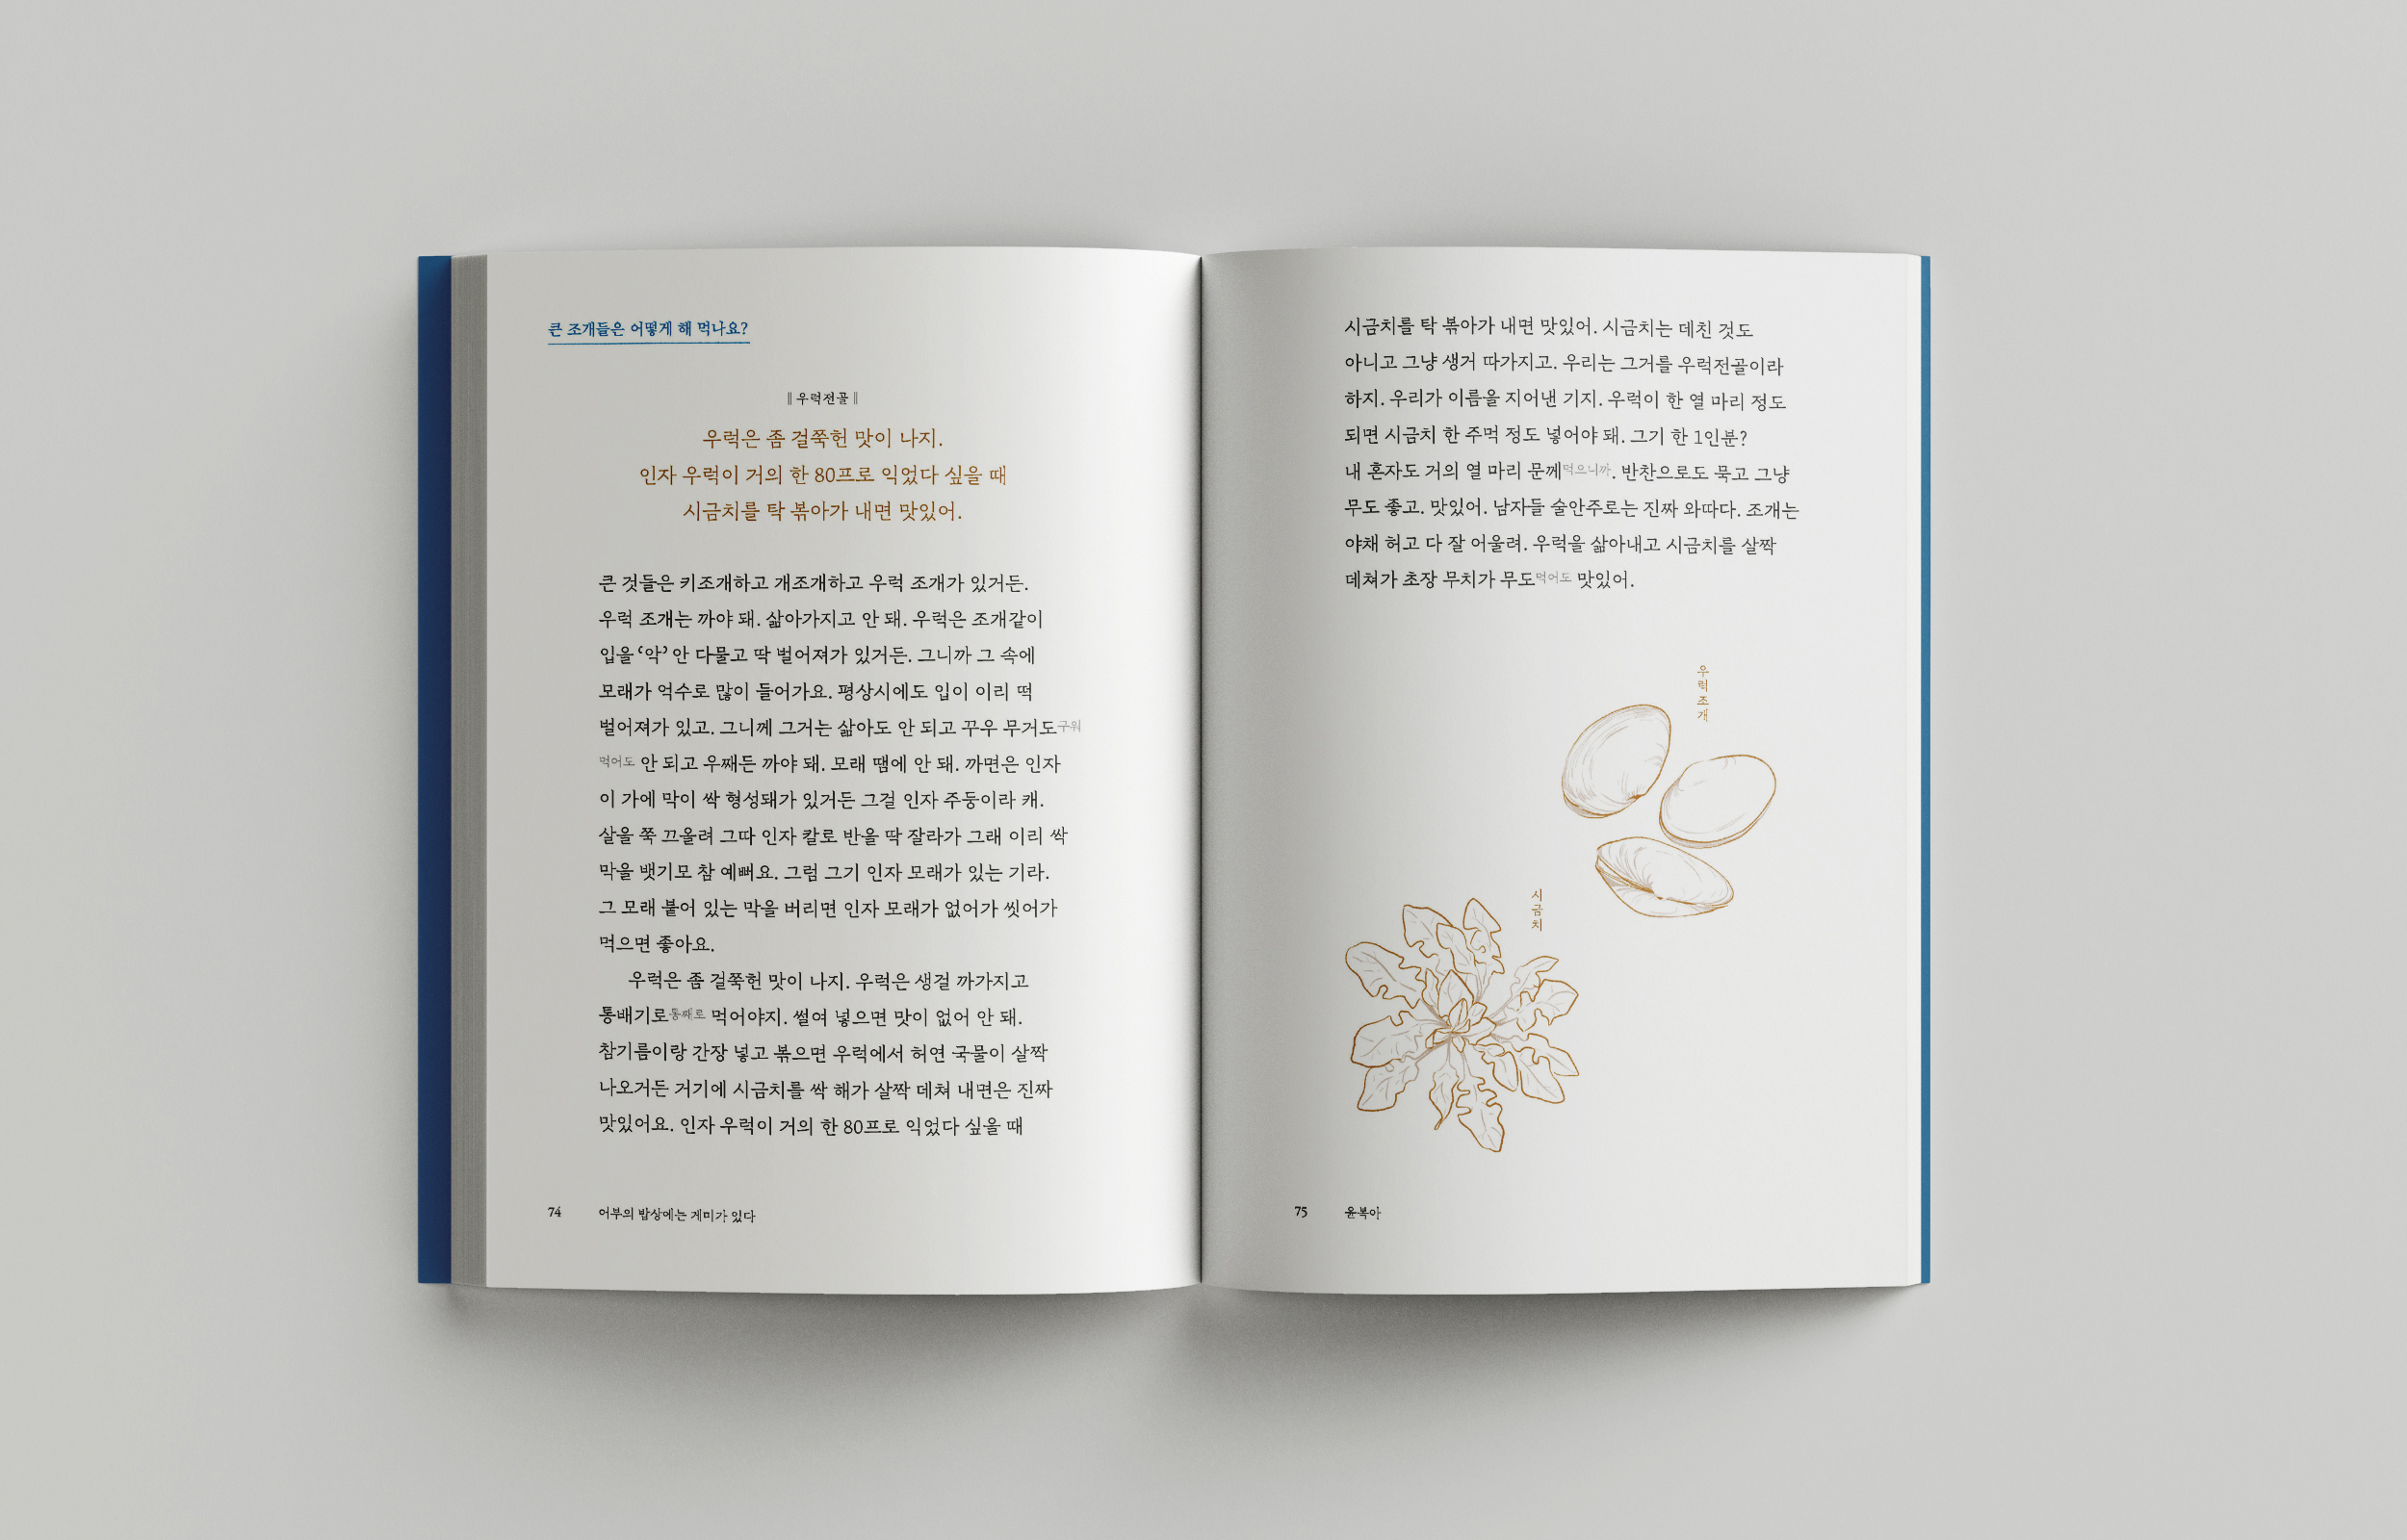 큰 조개들은 어떻게 해 먹나요?
‖ 우럭전골 ‖
우럭은 좀 걸쭉헌 맛이 나지.
인자 우럭이 거의 한 80프로 익었다 싶을 때
시금치를 탁 볶아가 내면 맛있어.
큰 것들은 키조개하고 개조개하고 우럭 조개가 있거든.
우럭 조개는 까야 돼. 삶아가지고 안 돼. 우럭은 조개같이
입을 ‘악’ 안 다물고 딱 벌어져가 있거든. 그니까 그 속에
모래가 억수로 많이 들어가요. 평상시에도 입이 이리 떡
벌어져가 있고. 그니께 그거는 삶아도 안 되고 꾸우 무거도구워
먹어도 안 되고 우째든 까야 돼. 모래 땜에 안 돼. 까면은 인자
이 가에 막이 싹 형성돼가 있거든 그걸 인자 주둥이라 캐.
살을 쭉 끄올려 그따 인자 칼로 반을 딱 잘라가 그래 이리 싹
막을 뱃기모 참 예뻐요. 그럼 그기 인자 모래가 있는 기라.
그 모래 붙어 있는 막을 버리면 인자 모래가 없어가 씻어가
먹으면 좋아요.
우럭은 좀 걸쭉헌 맛이 나지. 우럭은 생걸 까가지고
통배기로통째로 먹어야지. 썰여 넣으면 맛이 없어 안 돼.
참기름이랑 간장 넣고 볶으면 우럭에서 허연 국물이 살짝
나오거든 거기에 시금치를 싹 해가 살짝 데쳐 내면은 진짜
맛있어요. 인자 우럭이 거의 한 80프로 익었다 싶을 때
74 어부의 밥상에는 게미가 있다
시금치를 탁 볶아가 내면 맛있어. 시금치는 데친 것도
아니고 그냥 생거 따가지고. 우리는 그거를 우럭전골이라
하지. 우리가 이름을 지어낸 기지. 우럭이 한 열 마리 정도
되면 시금치 한 주먹 정도 넣어야 돼. 그기 한 1인분?
내 혼자도 거의 열 마리 문께먹으니까. 반찬으로도 묵고 그냥
무도 좋고. 맛있어. 남자들 술안주로는 진짜 와따다. 조개는
야채 허고 다 잘 어울려. 우럭을 삶아내고 시금치를 살짝
데쳐가 초장 무치가 무도먹어도 맛있어.
우럭조개
시금치
75 윤복아